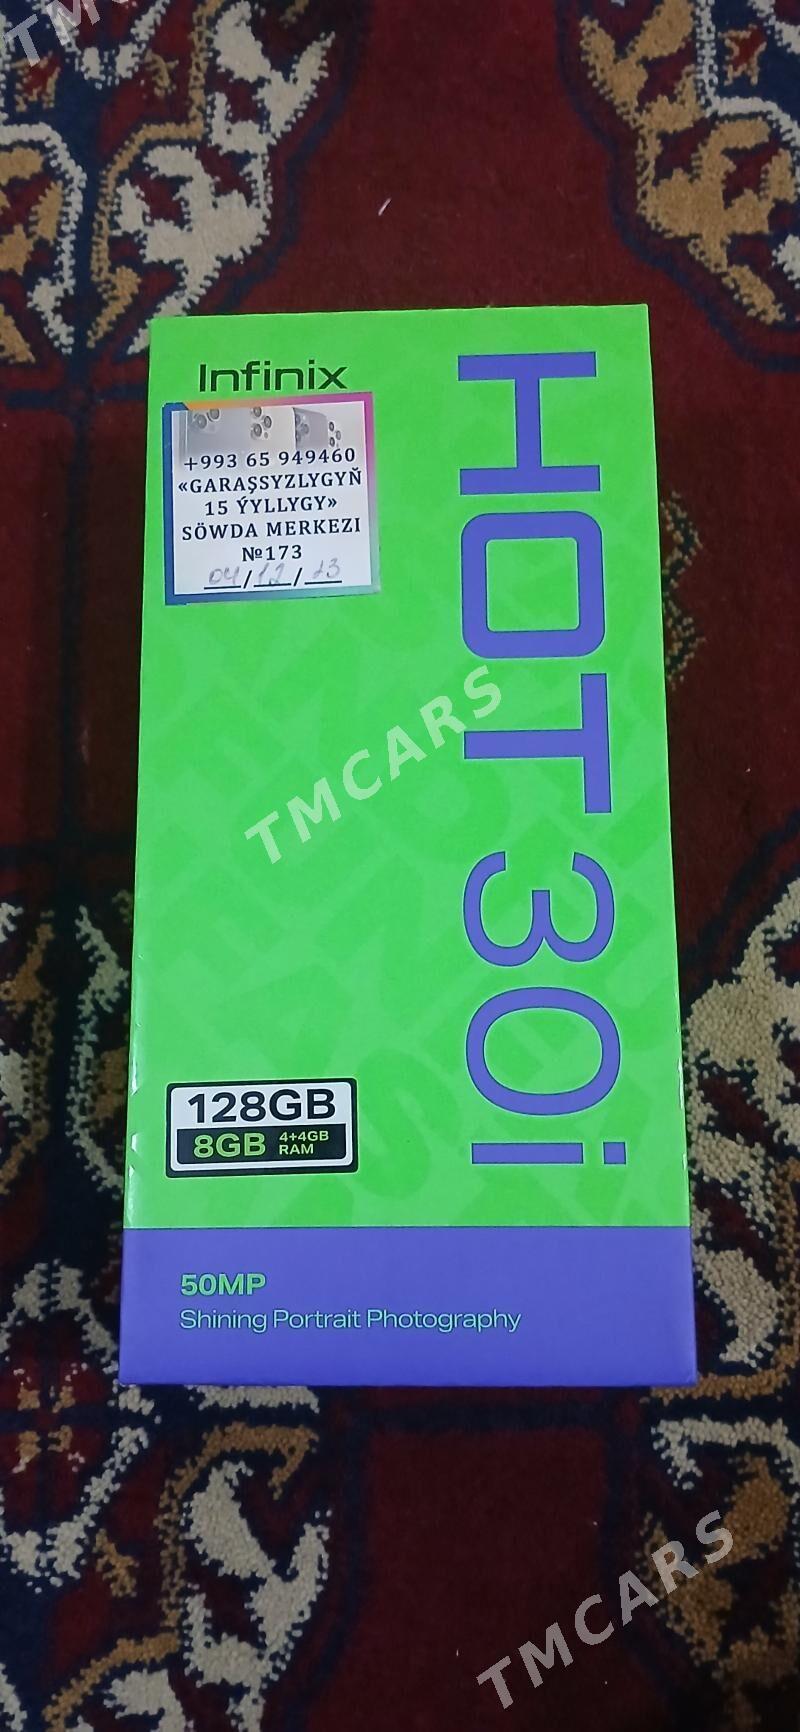 TMCARS
Infinix
+993 65 949460
«GARAŞSYZLYGYŇ
15 ÝYLLYGY»
SÖWDA MERKEZI
№173
04/12/23
HOT 30i
TMCARS
128GB
8GB 4+4GB
RAM
50MP
Shining Portrait Photography
TMCARS